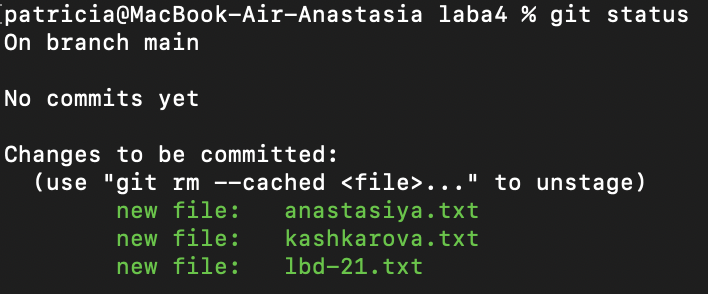 patricia@MacBook-Air-Anastasia laba4 % git status
On branch main
No commits yet
Changes to be committed:
(use "git rm --cached <file>..." to unstage)
new file: anastasiya.txt
new file: kashkarova.txt
new file: lbd-21.txt